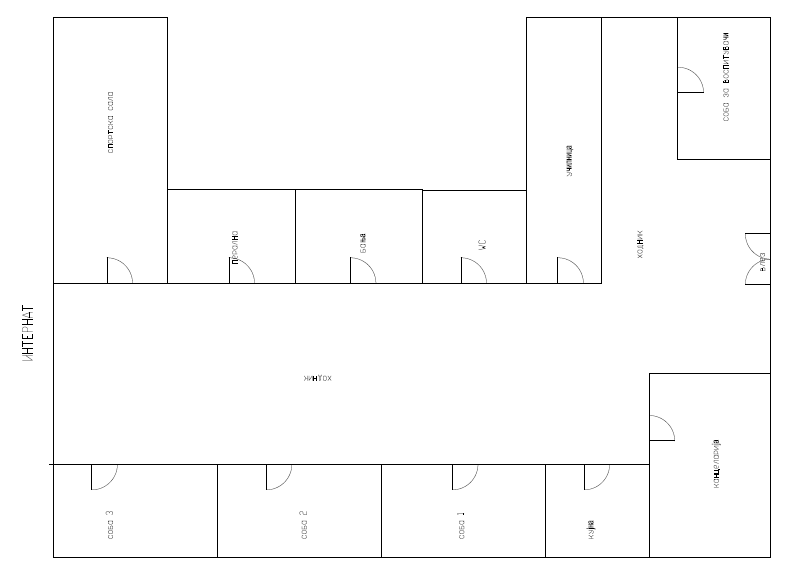 ИНТЕРНАТ
спортска сала
перално
бања
WC
училница
ходник
соба за воспитувачи
влез
ходник
соба 3
соба 2
соба 1
кујна
канцеларија